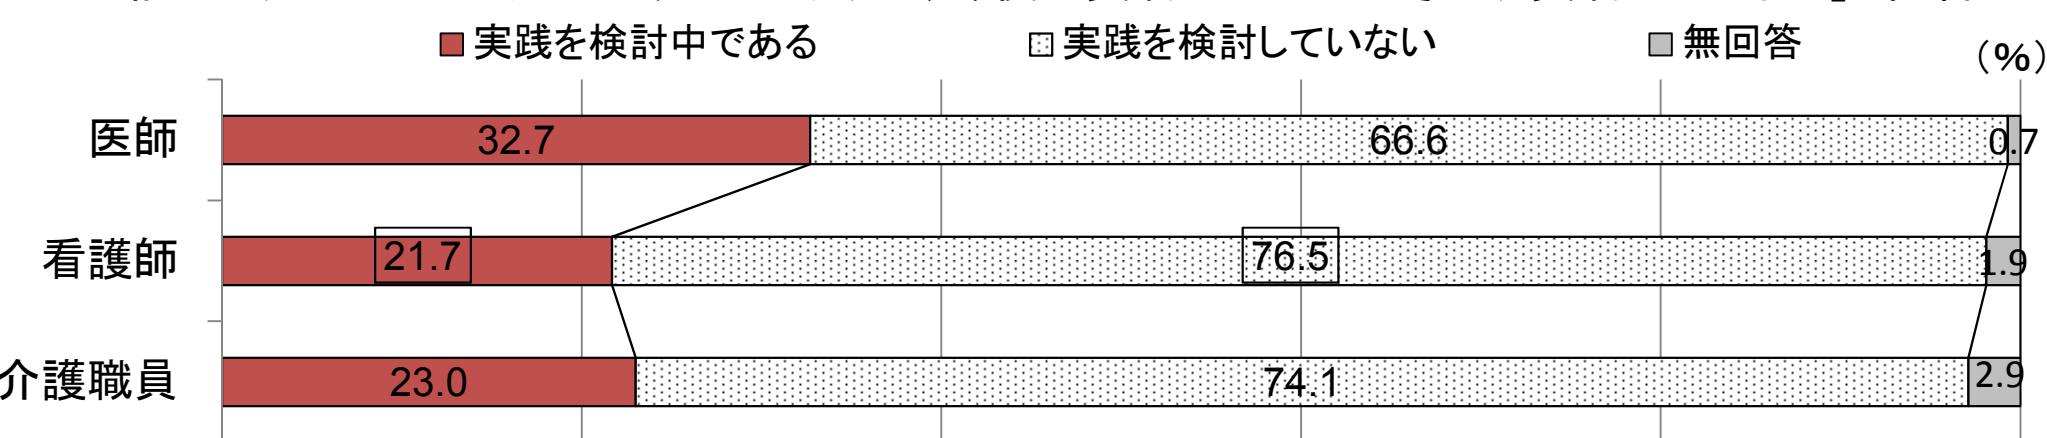 実践を検討中である 実践を検討していない 無回答 （%）
医師 32.7 66.6 0.7
看護師 21.7 76.5 1.9
介護職員 23.0 74.1 2.9